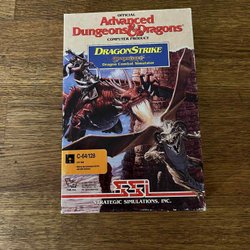 OFFICIAL
Advanced
Dungeons & Dragons
COMPUTER PRODUCT
DRAGONSTRIKE
Dragon Combat Simulator
C-64/128
SSI
STRATEGIC SIMULATIONS, INC.